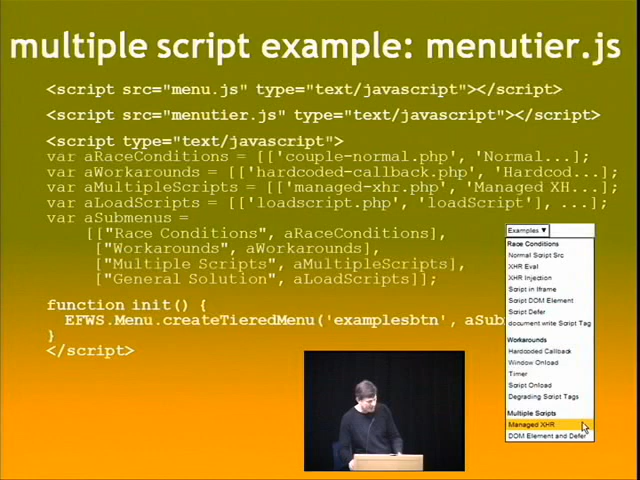 multiple script example: menutier.js
<script src="menu.js" type="text/javascript"></script>
<script src="menutier.js" type="text/javascript"></script>
<script type="text/javascript">
var aRaceConditions = [['couple-normal.php', 'Normal...];
var aWorkarounds = [['hardcoded-callback.php', 'Hardcod...];
var aMultipleScripts = [['managed-xhr.php', 'Managed XH...];
var aLoadScripts = [['loadscript.php', 'loadScript'], ...];
var aSubmenus =
[["Race Conditions", aRaceConditions],
["Workarounds", aWorkarounds],
["Multiple Scripts", aMultipleScripts],
["General Solution", aLoadScripts]];
function init() {
EFWS.Menu.createTieredMenu('examplesbtn', aSub
}
</script>
Examples ▼
Race Conditions
Normal Script Src
XHR Eval
XHR Injection
Script in Iframe
Script DOM Element
Script Defer
document.write Script Tag
Workarounds
Hardcoded Callback
Window Onload
Timer
Script Onload
Degrading Script Tags
Multiple Scripts
Managed XHR
DOM Element and Defer